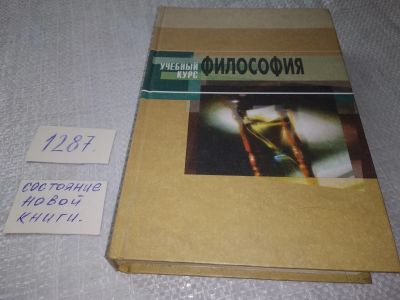 УЧЕБНЫЙ
КУРС
ФИЛОСОФИЯ
1287.
СОСТОЯНИЕ
НОВОЙ
КНИГИ.